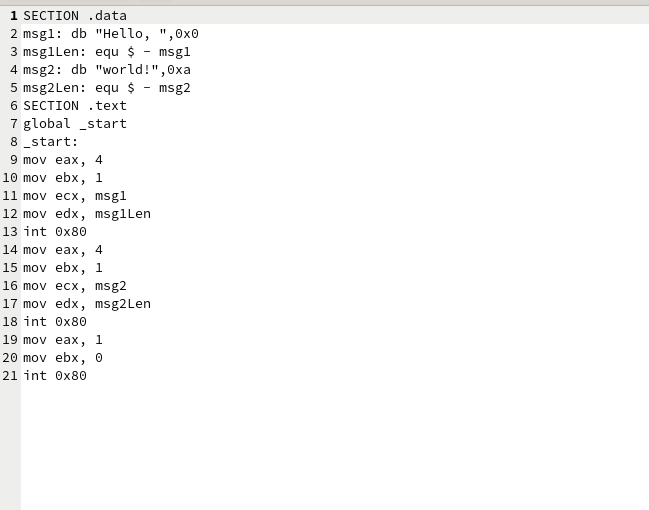 1 SECTION .data
2 msg1: db "Hello, ",0x0
3 msg1Len: equ $ - msg1
4 msg2: db "world!",0xa
5 msg2Len: equ $ - msg2
6 SECTION .text
7 global _start
8 _start:
9 mov eax, 4
10 mov ebx, 1
11 mov ecx, msg1
12 mov edx, msg1Len
13 int 0x80
14 mov eax, 4
15 mov ebx, 1
16 mov ecx, msg2
17 mov edx, msg2Len
18 int 0x80
19 mov eax, 1
20 mov ebx, 0
21 int 0x80